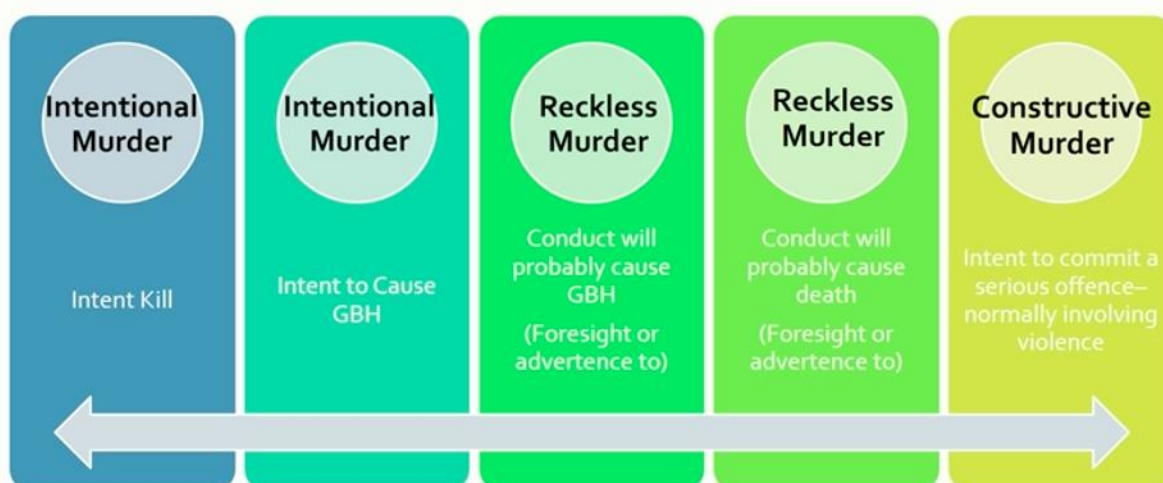 Intentional
Murder
Intent Kill
Intentional
Murder
Intent to Cause
GBH
Reckless
Murder
Conduct will
probably cause
GBH
(Foresight or
advertence to)
Reckless
Murder
Conduct will
probably cause
death
(Foresight or
advertence to)
Constructive
Murder
Intent to commit a
serious offence–
normally involving
violence